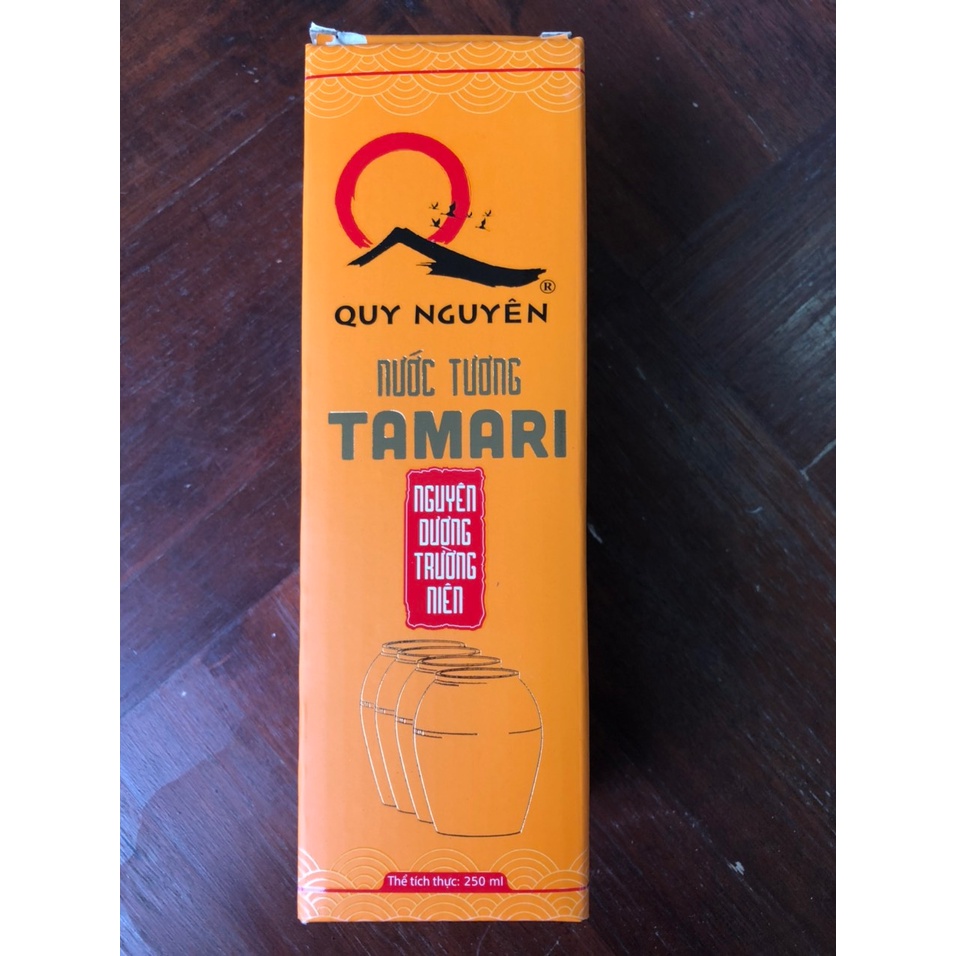 ®
QUY NGUYÊN
NƯỚC TƯƠNG
TAMARI
NGUYÊN
DƯƠNG
TRƯỜNG
NIÊN
Thể tích thực: 250 ml